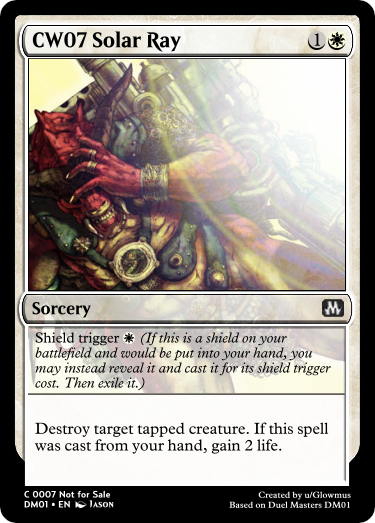 CW07 Solar Ray 1
Sorcery
Shield trigger (If this is a shield on your
battlefield and would be put into your hand, you
may instead reveal it and cast it for its shield trigger
cost. Then exile it.)
Destroy target tapped creature. If this spell
was cast from your hand, gain 2 life.
C 0007 Not for Sale
DM01 • EN JASON
Created by u/Glowmus
Based on Duel Masters DM01